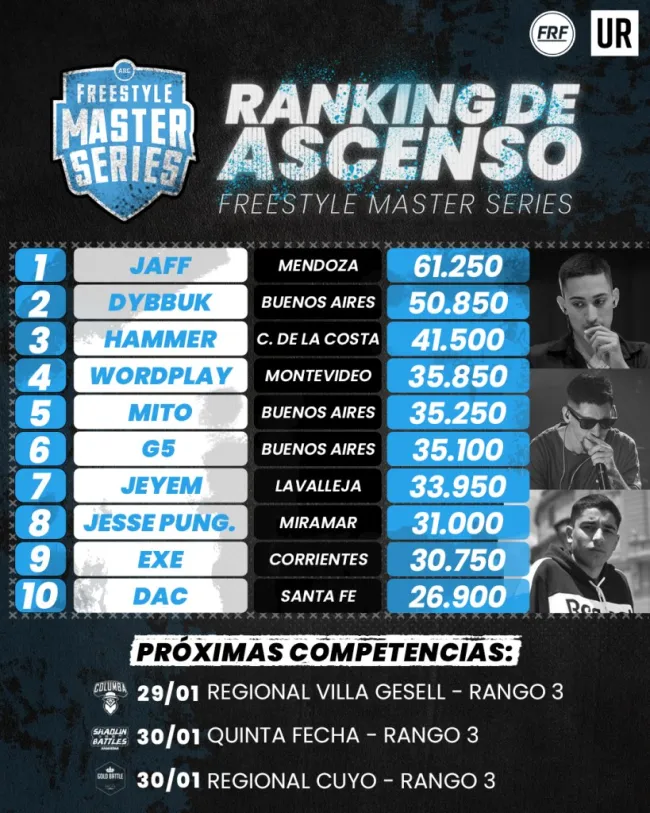 FRF
UR
ARG
FREESTYLE
MASTER
SERIES
RANKING DE
ASCENSO
FREESTYLE MASTER SERIES
1 JAFF MENDOZA 61.250
2 DYBBUK BUENOS AIRES 50.850
3 HAMMER C. DE LA COSTA 41.500
4 WORDPLAY MONTEVIDEO 35.850
5 MITO BUENOS AIRES 35.250
6 G5 BUENOS AIRES 35.100
7 JEYEM LAVALLEJA 33.950
8 JESSE PUNG. MIRAMAR 31.000
9 EXE CORRIENTES 30.750
10 DAC SANTA FE 26.900
PRÓXIMAS COMPETENCIAS:
COLUMBA
29/01 REGIONAL VILLA GESELL - RANGO 3
SHAOLIN
BATTLES
30/01 QUINTA FECHA - RANGO 3
GOLD BATTLE
30/01 REGIONAL CUYO - RANGO 3